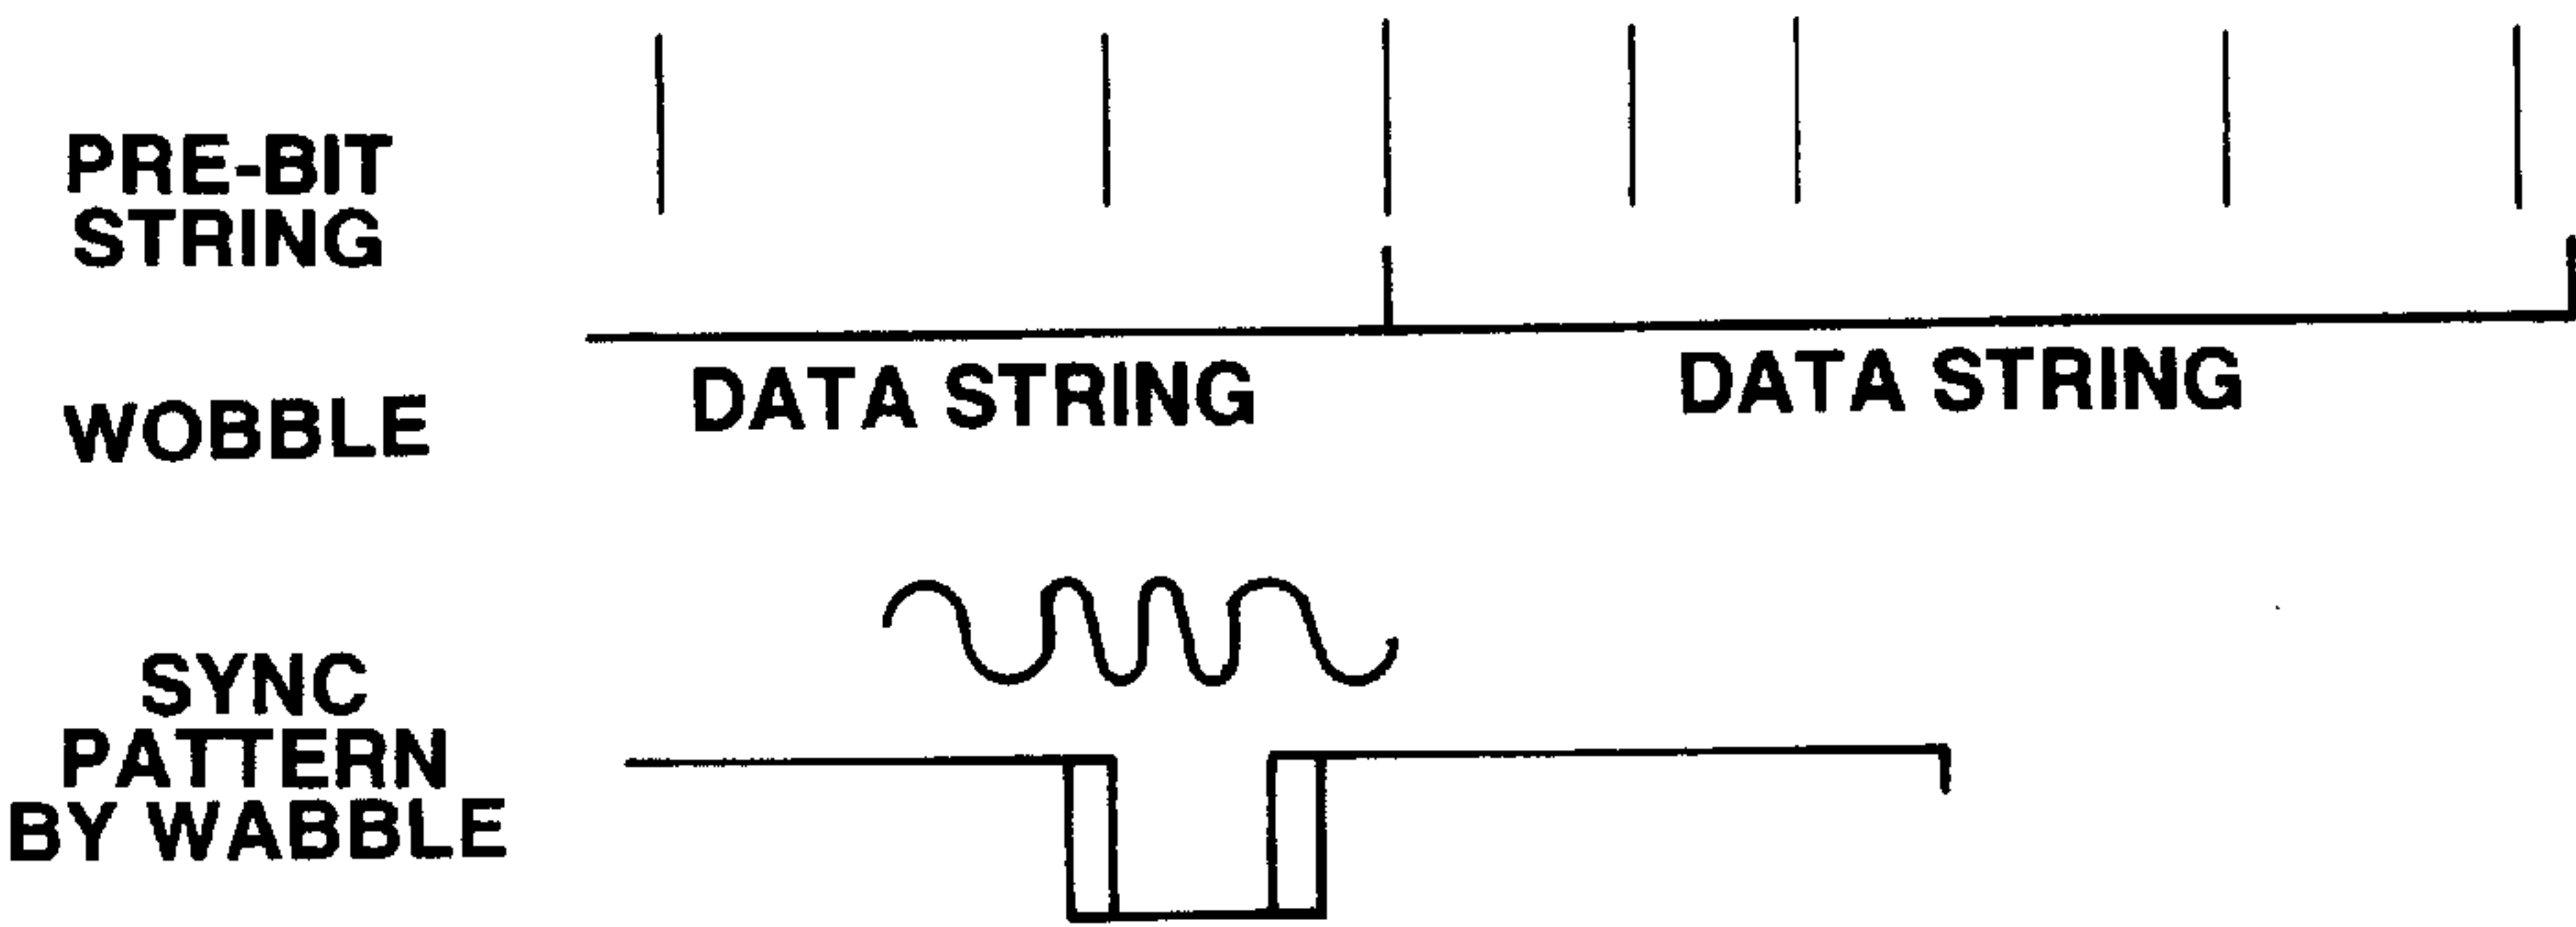 PRE-BIT
STRING
DATA STRING
DATA STRING
WOBBLE
SYNC
PATTERN
BY WABBLE